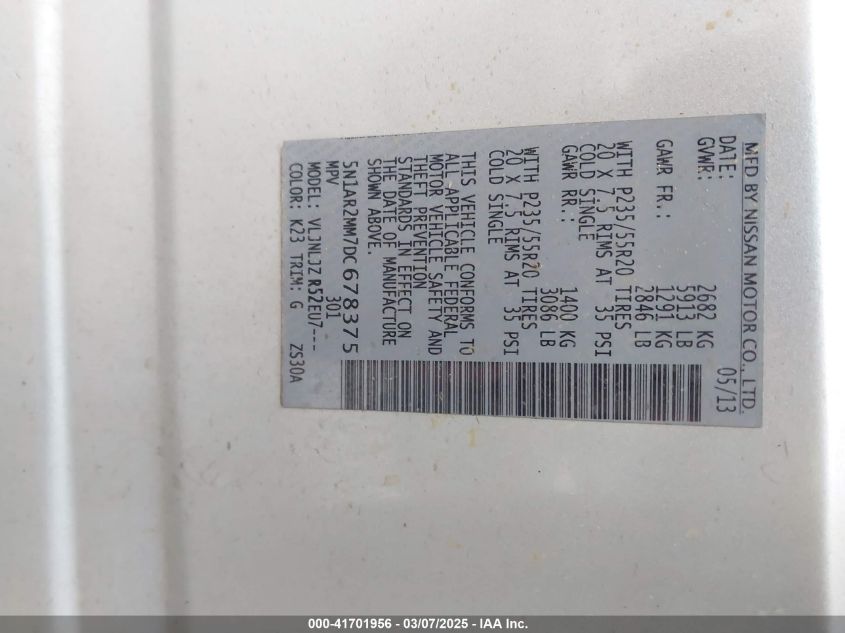 MFD BY NISSAN MOTOR CO., LTD.
DATE: 05/13
GVWR: 2682 KG
5913 LB
GAWR FR.: 1291 KG
2846 LB
WITH P235/55R20 TIRES
20 X 7.5 RIMS AT 35 PSI
COLD SINGLE
GAWR RR.: 1400 KG
3086 LB
WITH P235/55R20 TIRES
20 X 7.5 RIMS AT 35 PSI
COLD SINGLE
THIS VEHICLE CONFORMS TO
ALL APPLICABLE FEDERAL
MOTOR VEHICLE SAFETY AND
THEFT PREVENTION
STANDARDS IN EFFECT ON
THE DATE OF MANUFACTURE
SHOWN ABOVE.
5N1AR2MM7DC678375
MPV 301
MODEL: VLJNLJZ R52EU7---
COLOR: K23 TRIM: G ZS30A
000-41701956 - 03/07/2025 - IAA Inc.